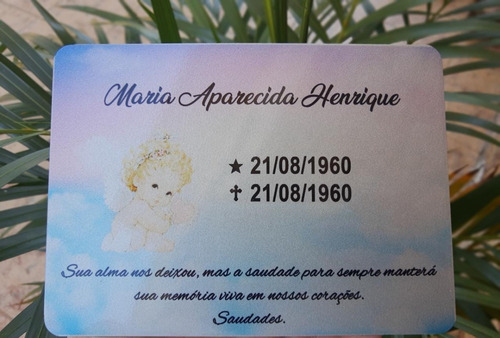 Maria Aparecida Henrique
★ 21/08/1960
✝ 21/08/1960
Sua alma nos deixou, mas a saudade para sempre manterá
sua memória viva em nossos corações.
Saudades.